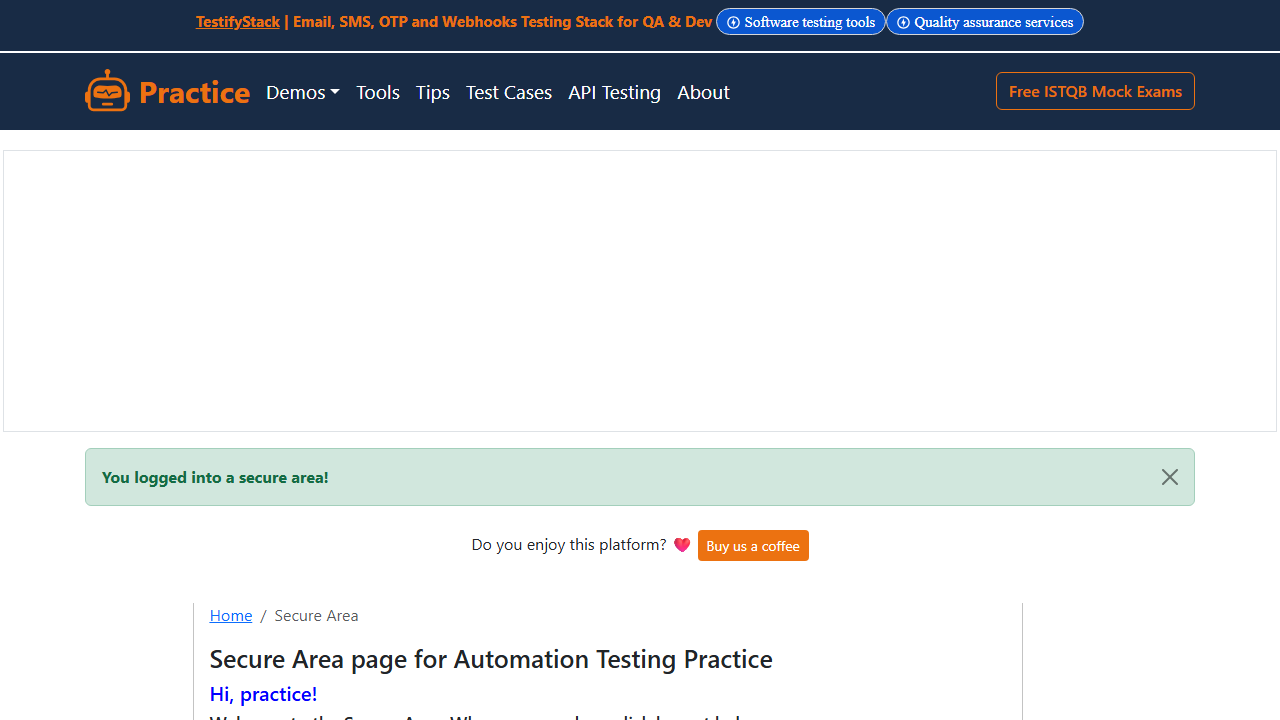 TestifyStack | Email, SMS, OTP and Webhooks Testing Stack for QA & Dev Software testing tools Quality assurance services
Practice Demos Tools Tips Test Cases API Testing About Free ISTQB Mock Exams
You logged into a secure area!
Do you enjoy this platform? Buy us a coffee
Home / Secure Area
Secure Area page for Automation Testing Practice
Hi, practice!